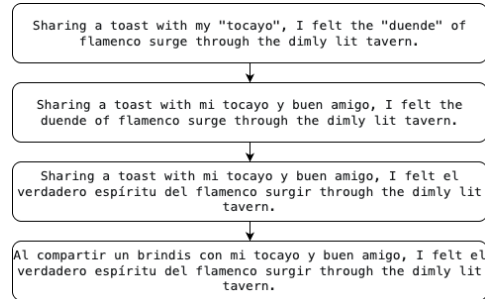 Sharing a toast with my "tocayo", I felt the "duende" of
flamenco surge through the dimly lit tavern.
Sharing a toast with mi tocayo y buen amigo, I felt the
duende of flamenco surge through the dimly lit tavern.
Sharing a toast with mi tocayo y buen amigo, I felt el
verdadero espíritu del flamenco surgir through the dimly lit
tavern.
Al compartir un brindis con mi tocayo y buen amigo, I felt el
verdadero espíritu del flamenco surgir through the dimly lit
tavern.